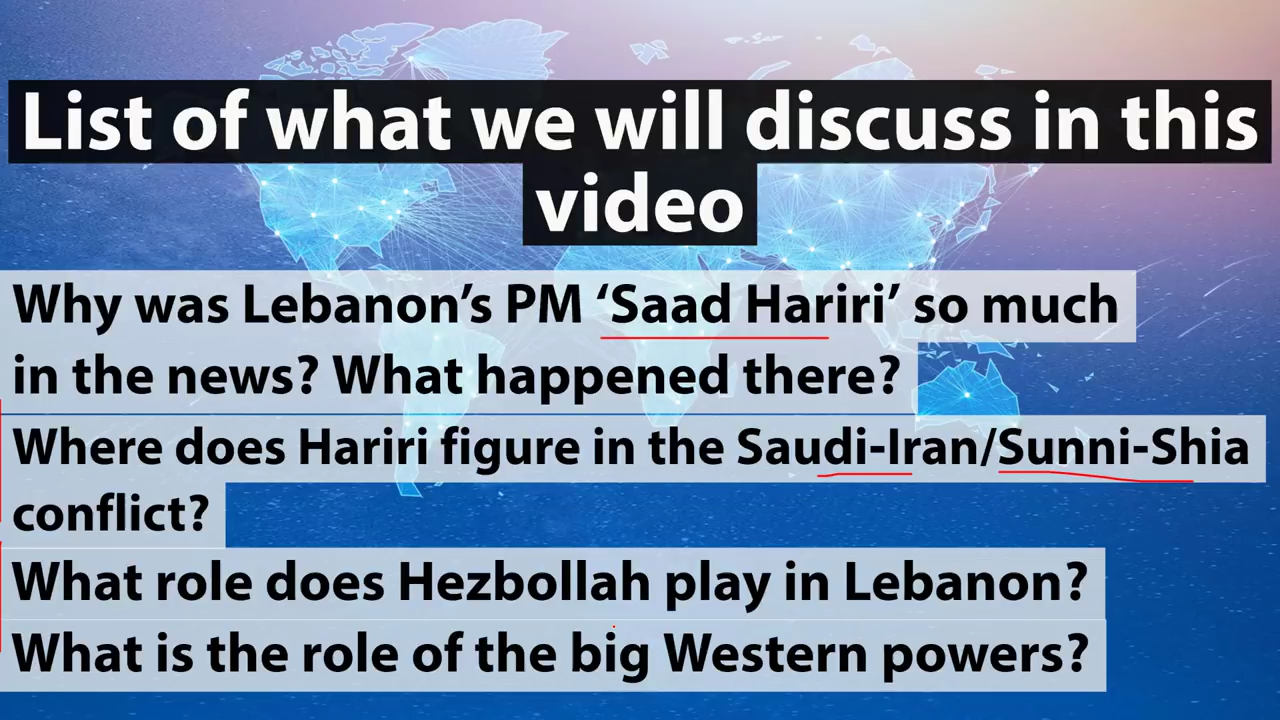 List of what we will discuss in this
video
Why was Lebanon’s PM ‘Saad Hariri’ so much
in the news? What happened there?
Where does Hariri figure in the Saudi-Iran/Sunni-Shia
conflict?
What role does Hezbollah play in Lebanon?
What is the role of the big Western powers?